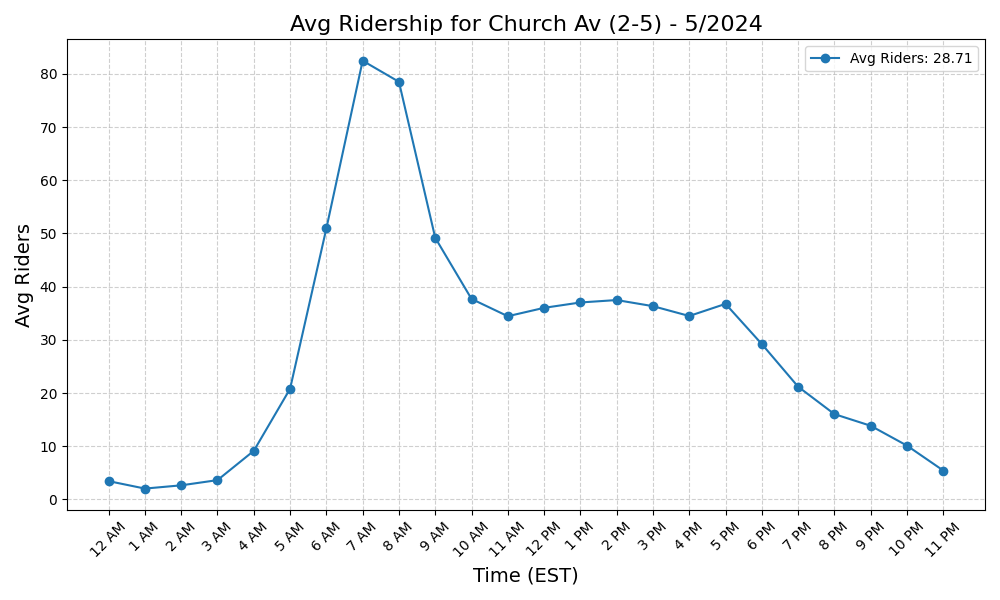 Avg Ridership for Church Av (2-5) - 5/2024
Avg Riders: 28.71
Avg Riders
80
70
60
50
40
30
20
10
0
12 AM
1 AM
2 AM
3 AM
4 AM
5 AM
6 AM
7 AM
8 AM
9 AM
10 AM
11 AM
12 PM
1 PM
2 PM
3 PM
4 PM
5 PM
6 PM
7 PM
8 PM
9 PM
10 PM
11 PM
Time (EST)